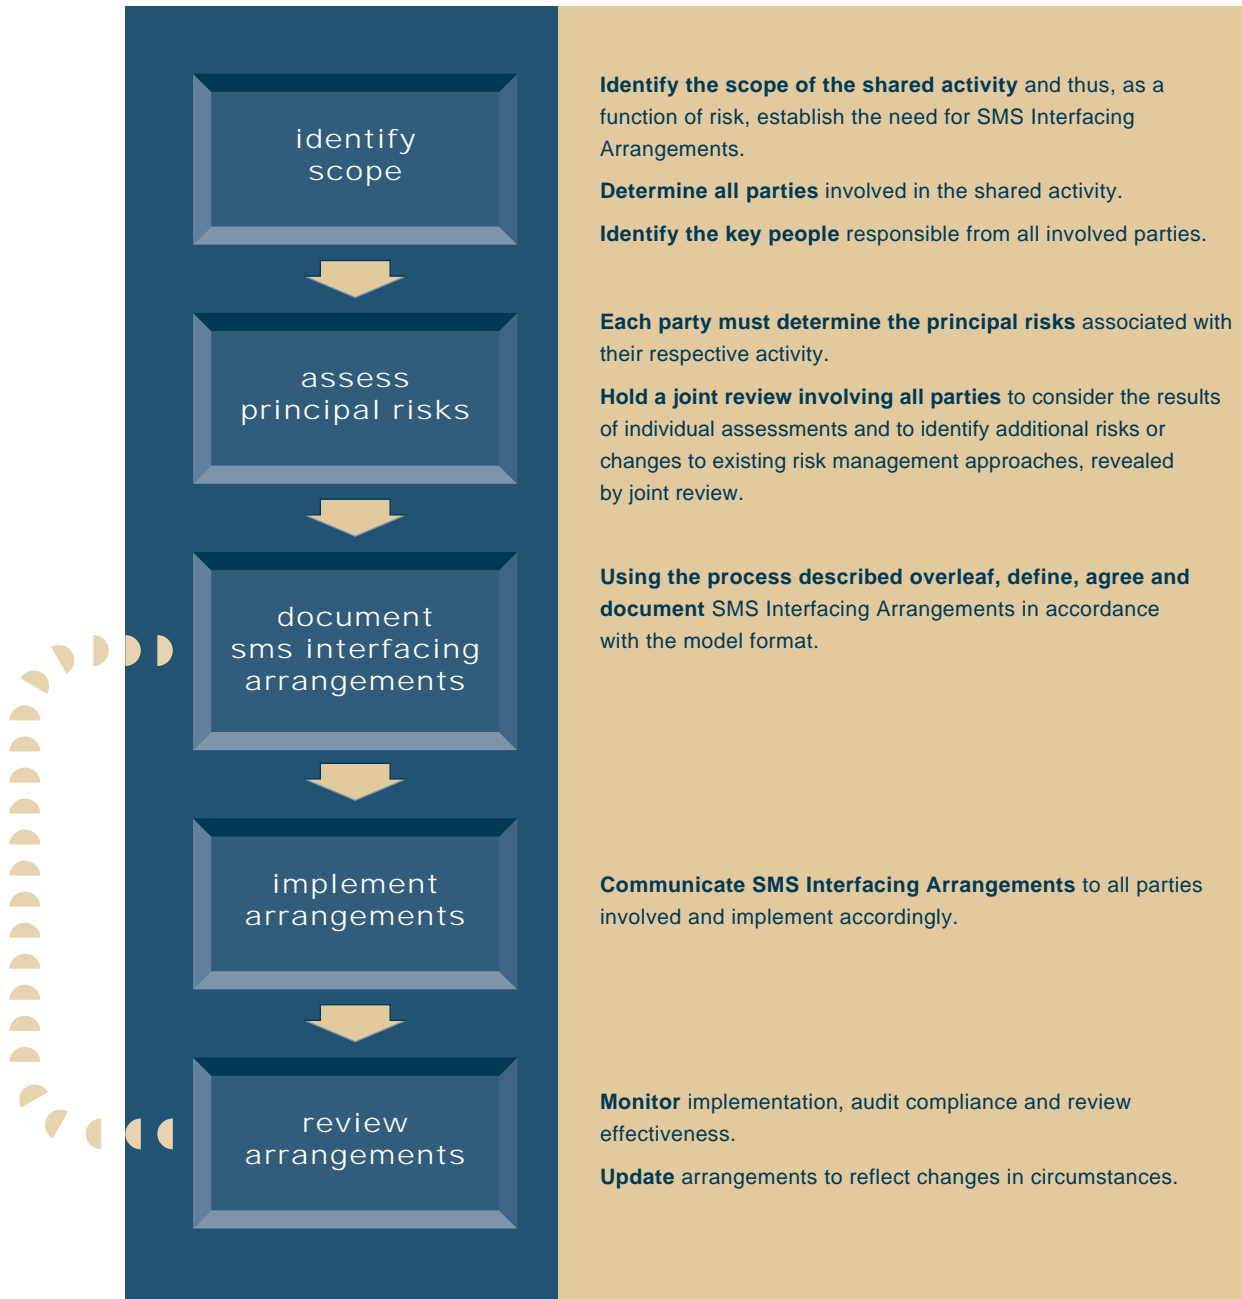 identify
scope
Identify the scope of the shared activity and thus, as a
function of risk, establish the need for SMS Interfacing
Arrangements.
Determine all parties involved in the shared activity.
Identify the key people responsible from all involved parties.
assess
principal risks
Each party must determine the principal risks associated with
their respective activity.
Hold a joint review involving all parties to consider the results
of individual assessments and to identify additional risks or
changes to existing risk management approaches, revealed
by joint review.
document
sms interfacing
arrangements
Using the process described overleaf, define, agree and
document SMS Interfacing Arrangements in accordance
with the model format.
implement
arrangements
Communicate SMS Interfacing Arrangements to all parties
involved and implement accordingly.
review
arrangements
Monitor implementation, audit compliance and review
effectiveness.
Update arrangements to reflect changes in circumstances.